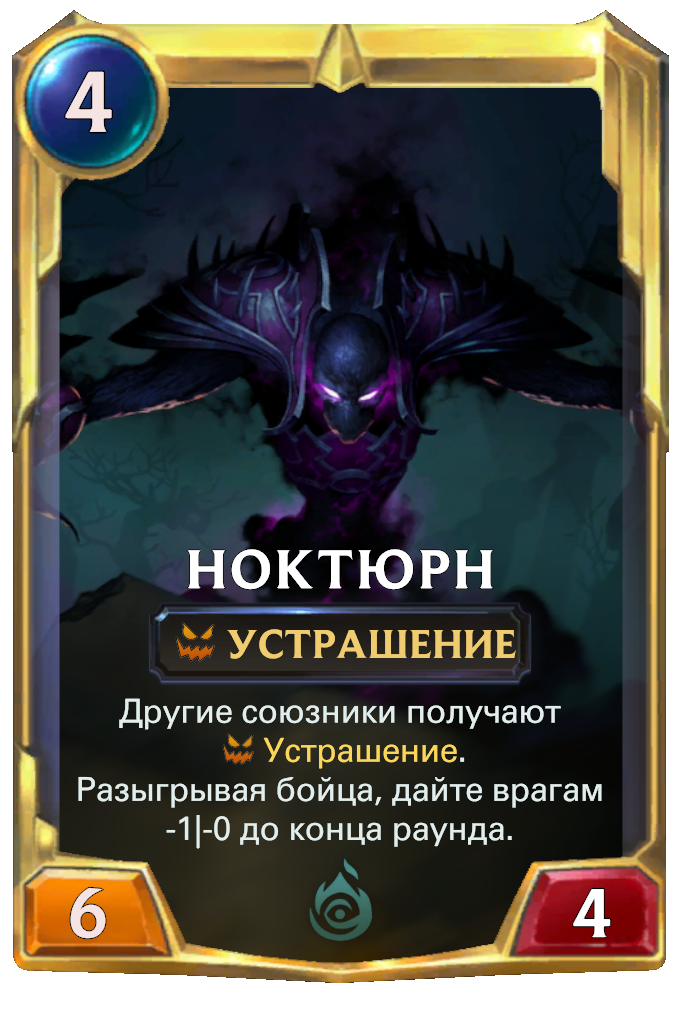 4
НОКТЮРН
УСТРАШЕНИЕ
Другие союзники получают
Устрашение.
Разыгрывая бойца, дайте врагам
-1|-0 до конца раунда.
6
4